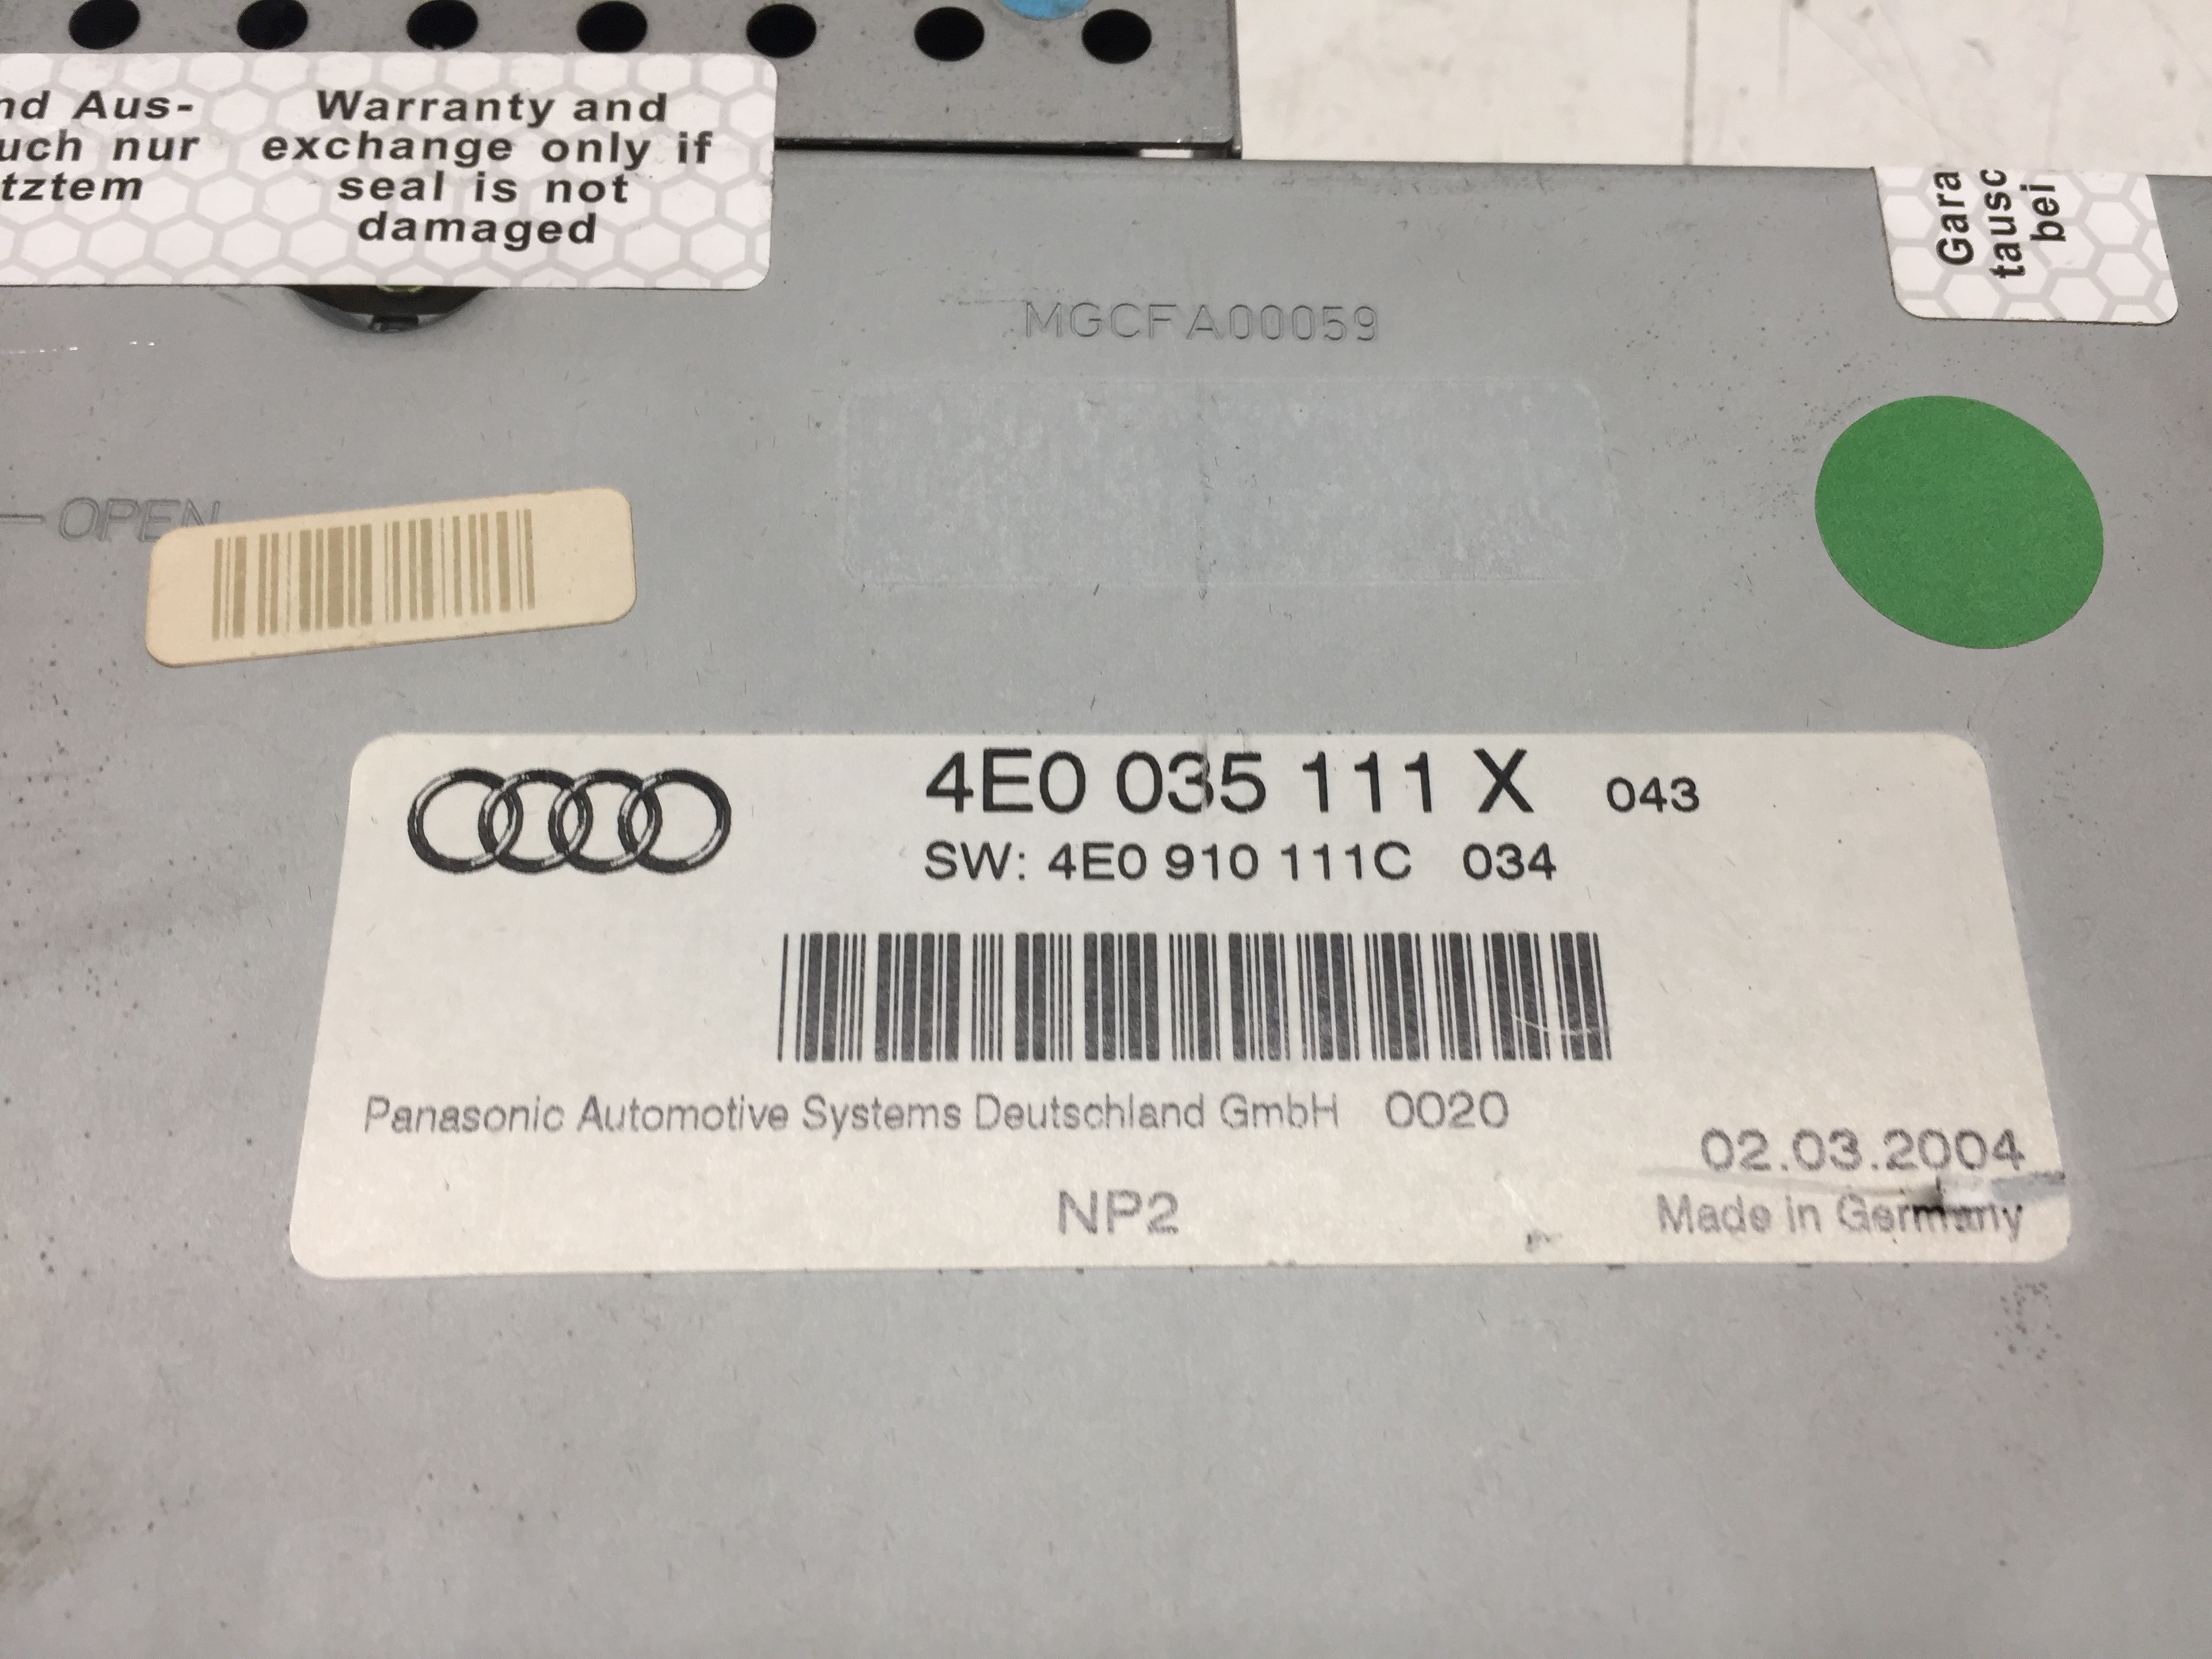 nd Aus-
uch nur
tztem
Warranty and
exchange only if
seal is not
damaged
Gara
tausc
bei
MGCFA00059
OPEN
4E0 035 111 X 043
SW: 4E0 910 111C 034
Panasonic Automotive Systems Deutschland GmbH 0020
02.03.2004
NP2
Made in Germany